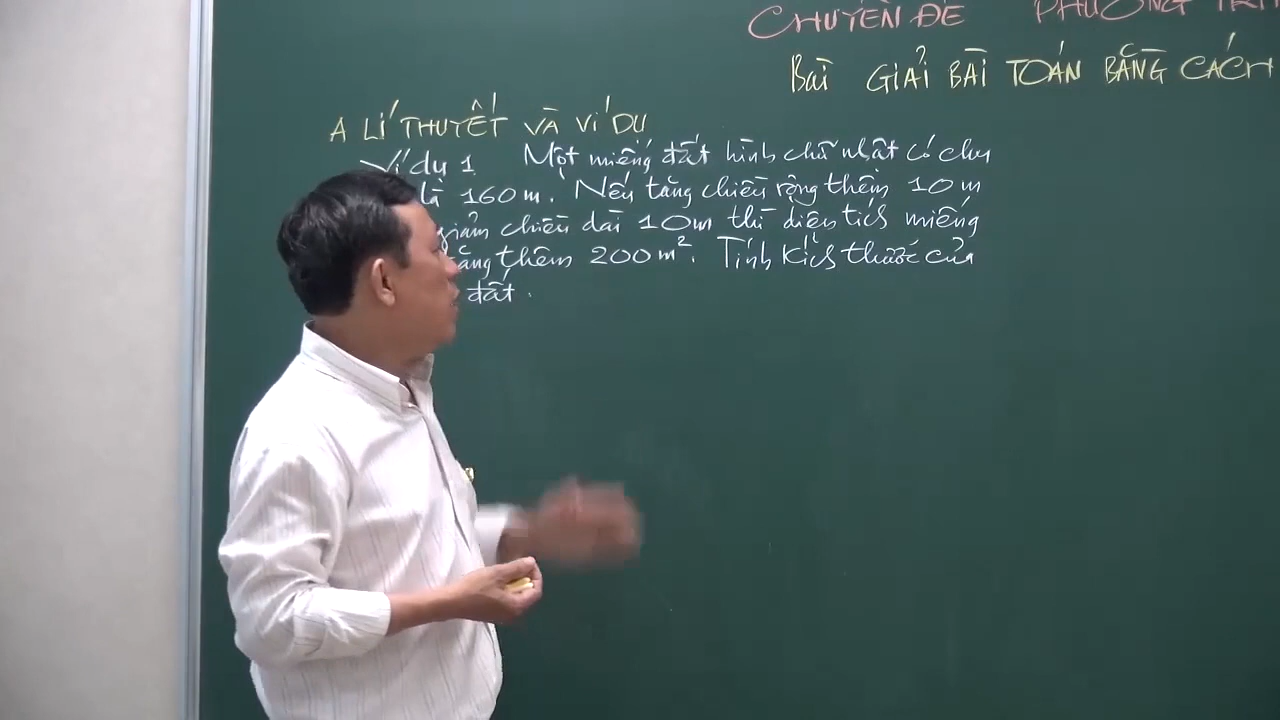 CHUYÊN ĐỀ PHƯƠNG TRÌ
Bài GIẢI BÀI TOÁN BẰNG CÁCH
A LÍ THUYẾT VÀ VÍ DỤ
Ví dụ 1 Một miếng đất hình chữ nhật có chu
là 160 m. Nếu tăng chiều rộng thêm 10 m
giảm chiều dài 10 m thì diện tích miếng
tăng thêm 200 m². Tính kích thước của
đất.